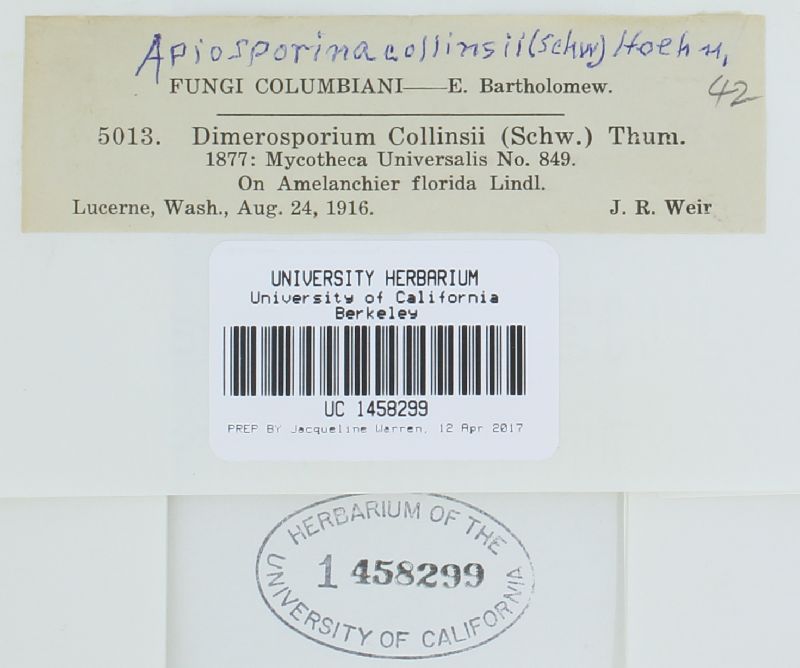 Apiosporina collinsii (Schw) Hoehn,
FUNGI COLUMBIANI——E. Bartholomew.
42
5013. Dimerosporium Collinsii (Schw.) Thum.
1877: Mycotheca Universalis No. 849.
On Amelanchier florida Lindl.
Lucerne, Wash., Aug. 24, 1916. J. R. Weir
UNIVERSITY HERBARIUM
University of California
Berkeley
UC 1458299
PREP BY Jacqueline Warren, 12 Apr 2017
HERBARIUM OF THE
1 458299
UNIVERSITY OF CALIFORNIA